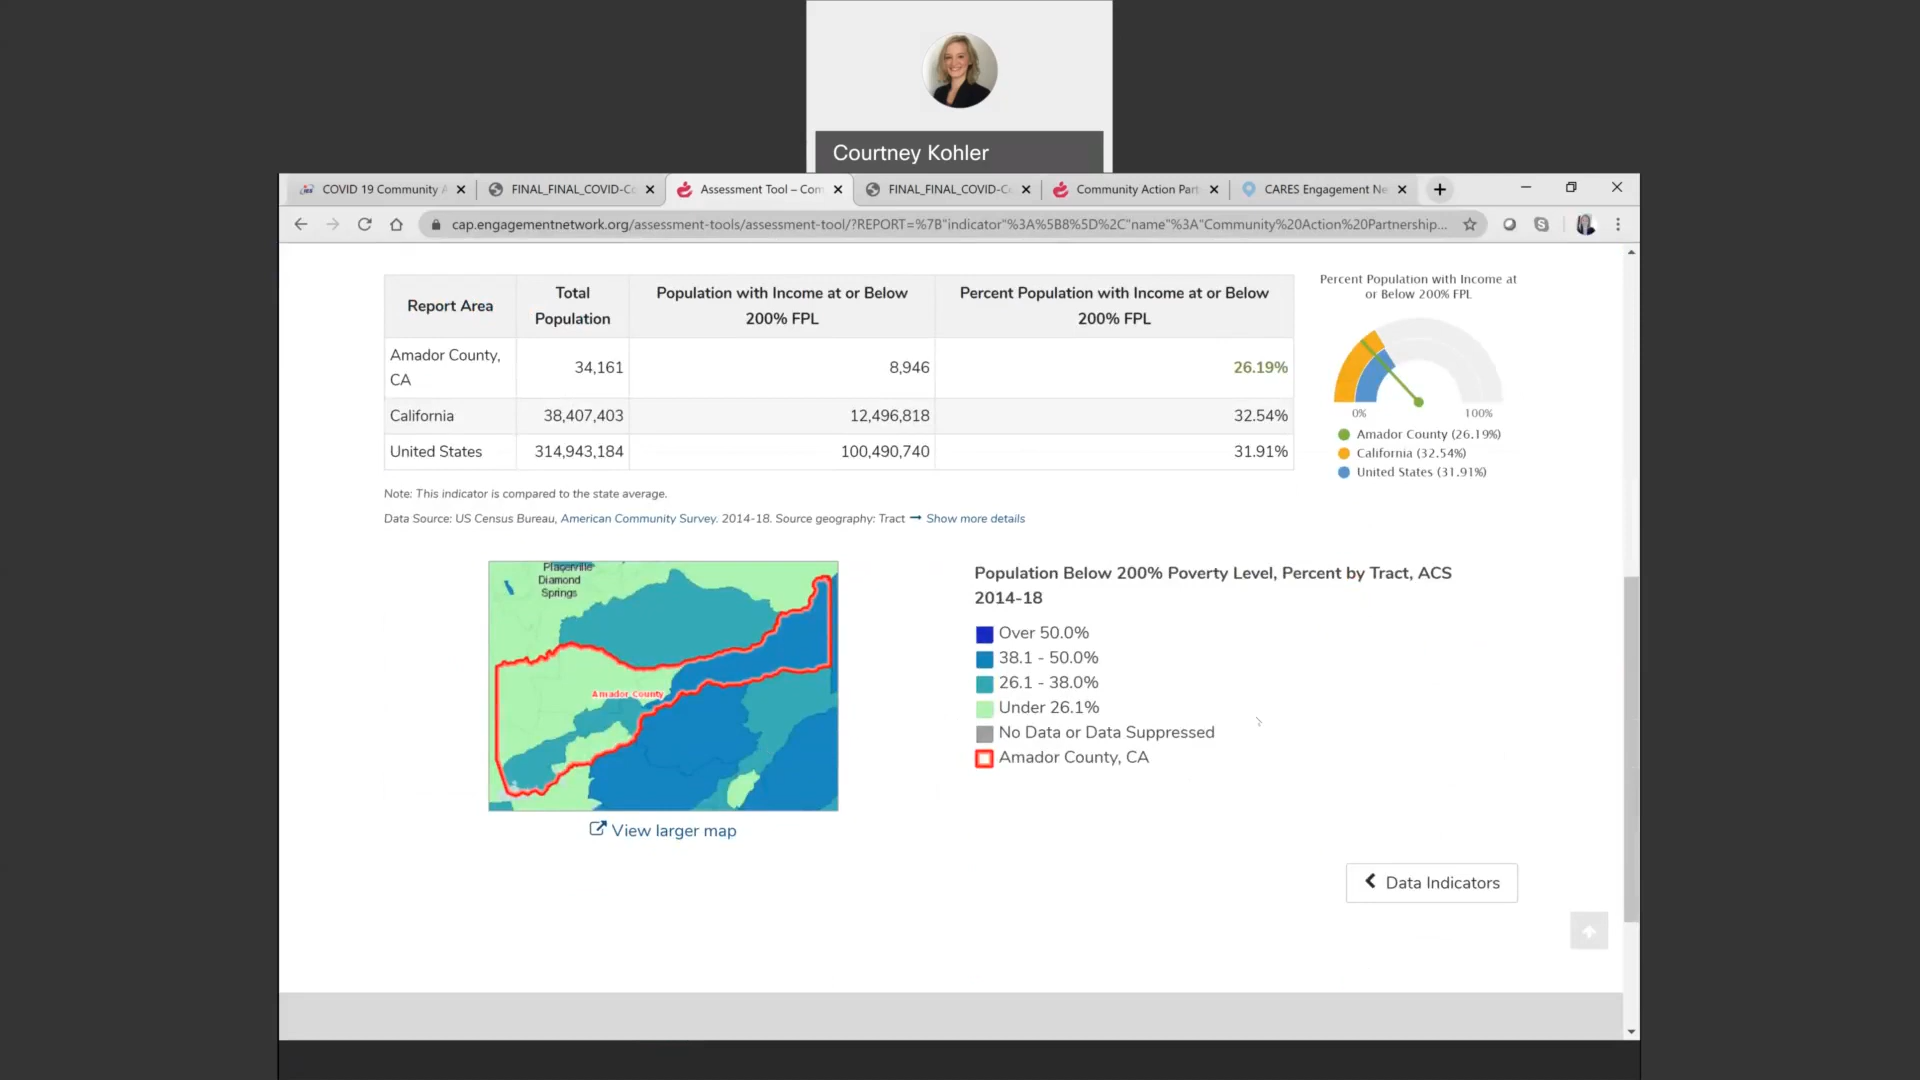 Courtney Kohler
COVID 19 Community A
FINAL_FINAL_COVID-Co
Assessment Tool – Com
FINAL_FINAL_COVID-Co
Community Action Part
CARES Engagement Ne
cap.engagementnetwork.org/assessment-tools/assessment-tool/?REPORT=%7B"indicator"%3A%5B8%5D%2C"name"%3A"Community%20Action%20Partnership...
Report Area
Total Population
Population with Income at or Below 200% FPL
Percent Population with Income at or Below 200% FPL
Amador County, CA
34,161
8,946
26.19%
California
38,407,403
12,496,818
32.54%
United States
314,943,184
100,490,740
31.91%
Percent Population with Income at
or Below 200% FPL
0%
100%
Amador County (26.19%)
California (32.54%)
United States (31.91%)
Note: This indicator is compared to the state average.
Data Source: US Census Bureau, American Community Survey. 2014-18. Source geography: Tract → Show more details
Placerville
Diamond
Springs
Amador County
View larger map
Population Below 200% Poverty Level, Percent by Tract, ACS
2014-18
Over 50.0%
38.1 - 50.0%
26.1 - 38.0%
Under 26.1%
No Data or Data Suppressed
Amador County, CA
Data Indicators